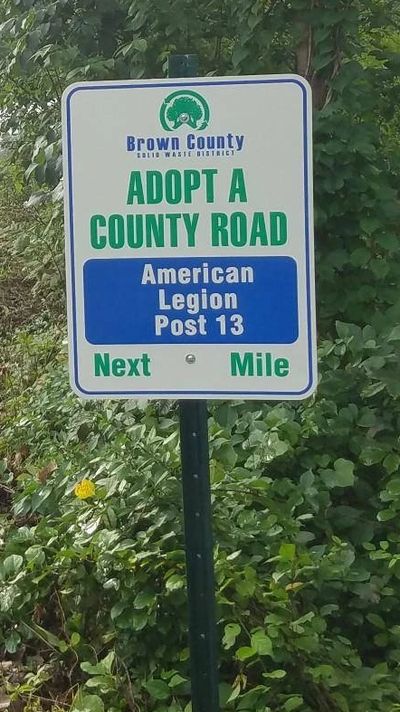 Brown County
SOLID WASTE DISTRICT
ADOPT A
COUNTY ROAD
American
Legion
Post 13
Next Mile